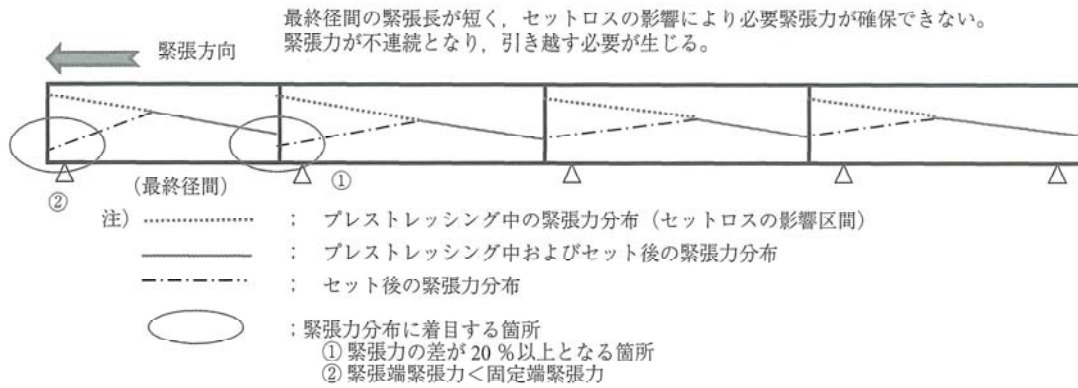 最終径間の緊張長が短く，セットロスの影響により必要緊張力が確保できない。
緊張力が不連続となり，引き越す必要が生じる。
緊張方向
(最終径間)
①
②
注) ； プレストレッシング中の緊張力分布（セットロスの影響区間）
； プレストレッシング中およびセット後の緊張力分布
； セット後の緊張力分布
；緊張力分布に着目する箇所
① 緊張力の差が 20 %以上となる箇所
② 緊張端緊張力＜固定端緊張力